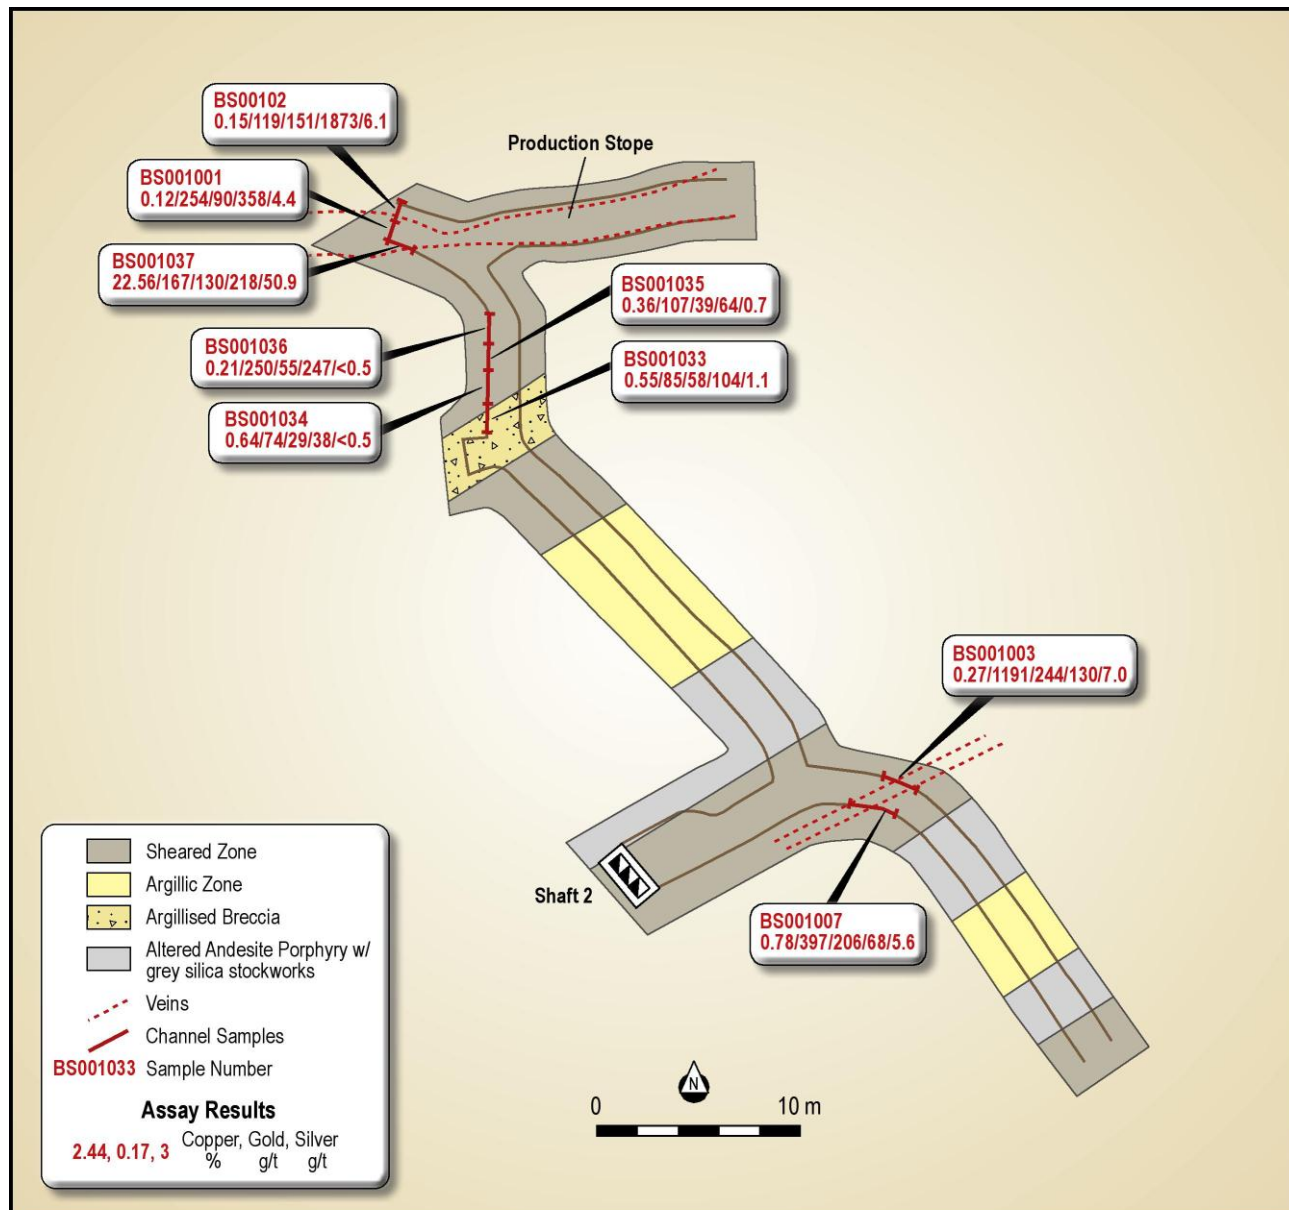 BS00102
0.15/119/151/1873/6.1
Production Stope
BS001001
0.12/254/90/358/4.4
BS001037
22.56/167/130/218/50.9
BS001035
0.36/107/39/64/0.7
BS001036
0.21/250/55/247/<0.5
BS001033
0.55/85/58/104/1.1
BS001034
0.64/74/29/38/<0.5
BS001003
0.27/1191/244/130/7.0
Shaft 2
BS001007
0.78/397/206/68/5.6
Sheared Zone
Argillic Zone
Argillised Breccia
Altered Andesite Porphyry w/
grey silica stockworks
Veins
Channel Samples
BS001033 Sample Number
Assay Results
2.44, 0.17, 3 Copper, Gold, Silver
% g/t g/t
N
0 10 m